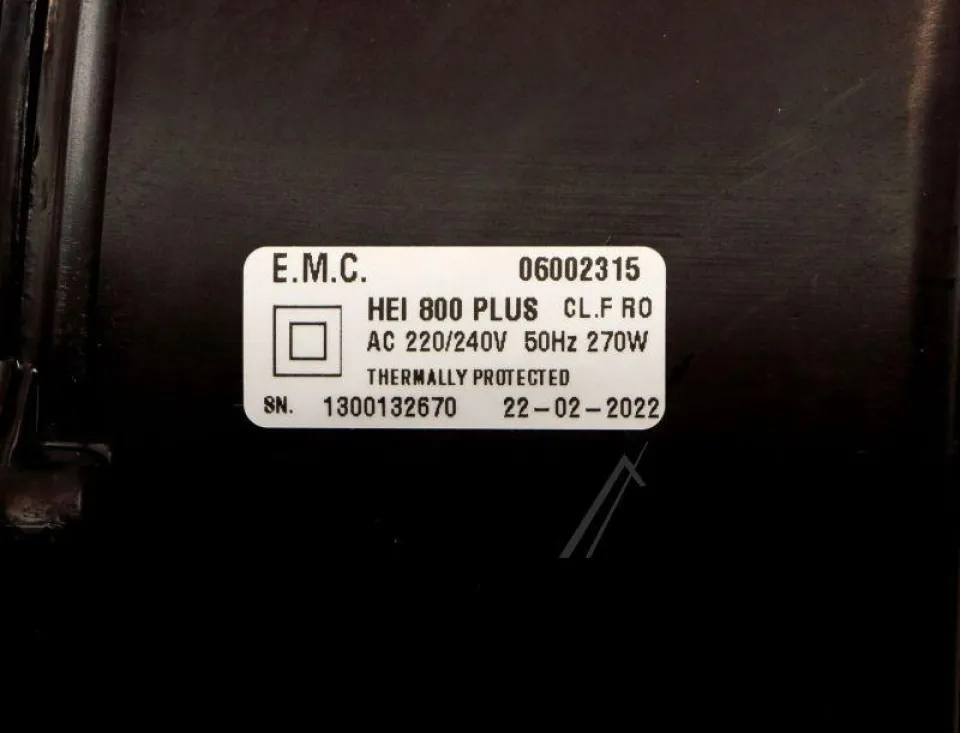 E.M.C. 06002315
HEI 800 PLUS CL.F RO
AC 220/240V 50Hz 270W
THERMALLY PROTECTED
SN. 1300132670 22-02-2022